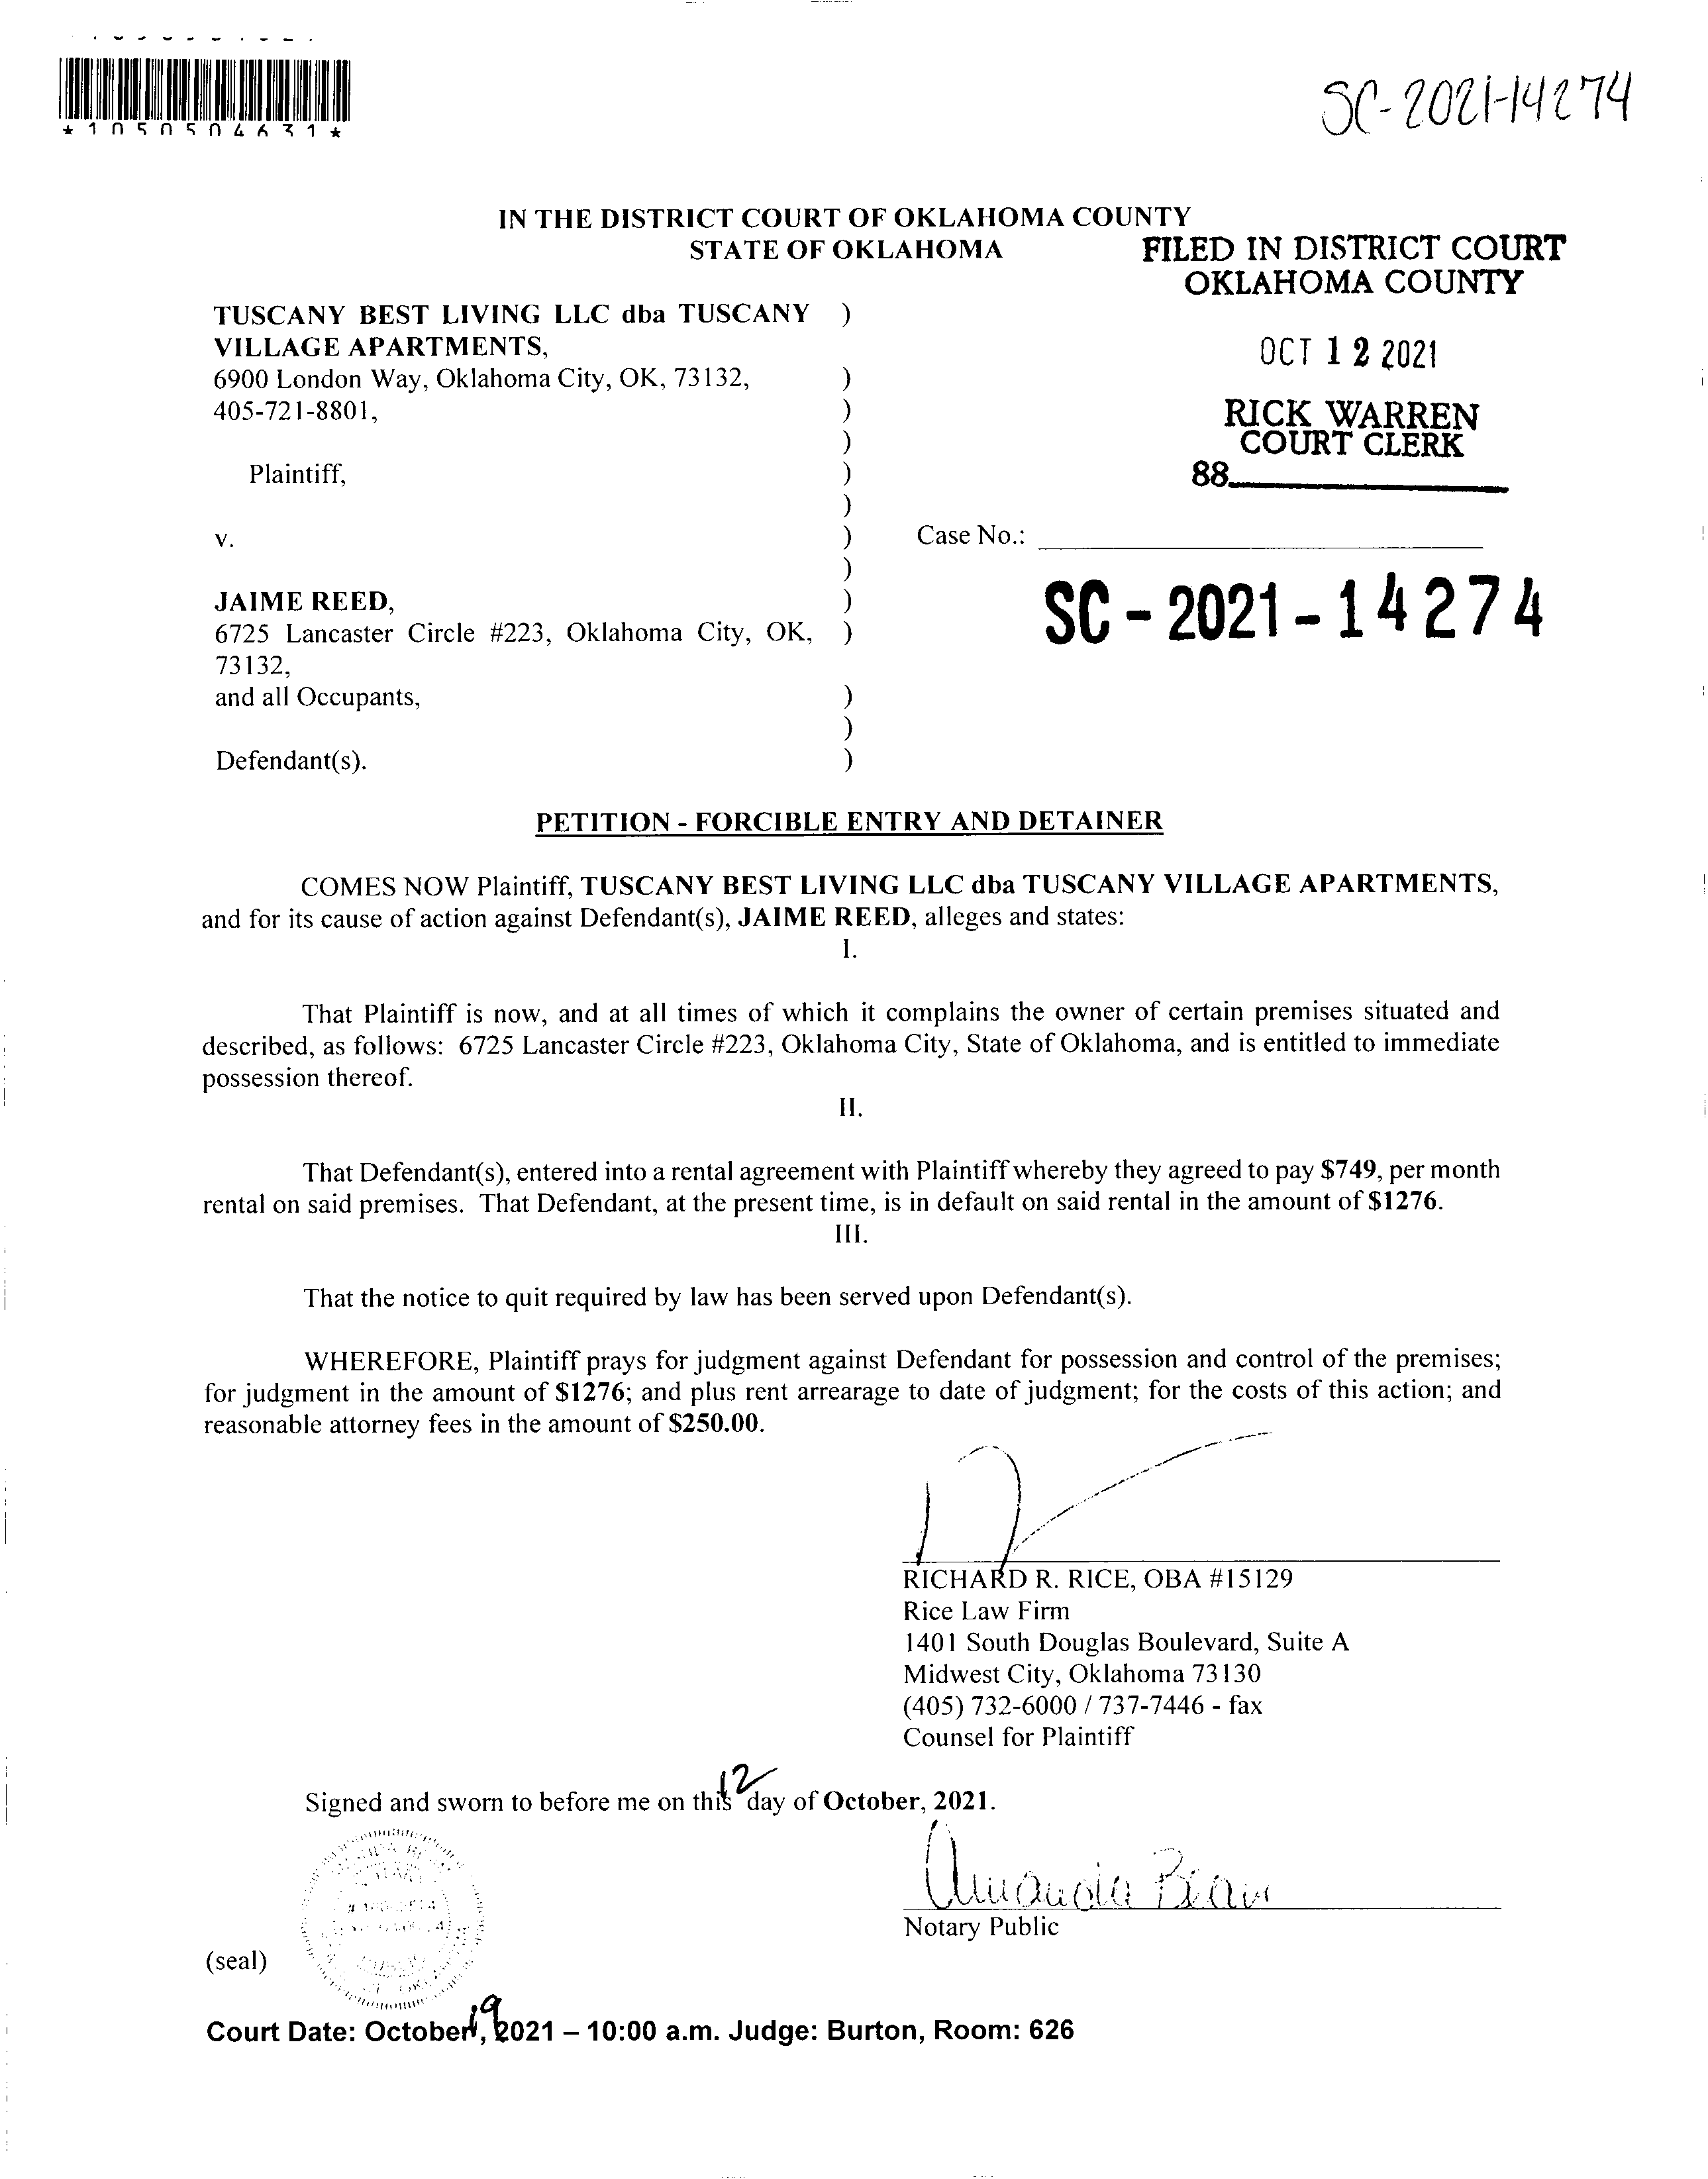 *1050504631*
SC-2021-14274
IN THE DISTRICT COURT OF OKLAHOMA COUNTY
STATE OF OKLAHOMA
FILED IN DISTRICT COURT
OKLAHOMA COUNTY
OCT 12 2021
RICK WARREN
COURT CLERK
88
TUSCANY BEST LIVING LLC dba TUSCANY )
VILLAGE APARTMENTS,
6900 London Way, Oklahoma City, OK, 73132, )
405-721-8801, )
)
Plaintiff, )
)
v. ) Case No.:
)
JAIME REED, )
SC-2021-14274
6725 Lancaster Circle #223, Oklahoma City, OK, )
73132,
and all Occupants, )
)
Defendant(s). )
PETITION - FORCIBLE ENTRY AND DETAINER
COMES NOW Plaintiff, TUSCANY BEST LIVING LLC dba TUSCANY VILLAGE APARTMENTS,
and for its cause of action against Defendant(s), JAIME REED, alleges and states:
I.
That Plaintiff is now, and at all times of which it complains the owner of certain premises situated and
described, as follows: 6725 Lancaster Circle #223, Oklahoma City, State of Oklahoma, and is entitled to immediate
possession thereof.
II.
That Defendant(s), entered into a rental agreement with Plaintiff whereby they agreed to pay $749, per month
rental on said premises. That Defendant, at the present time, is in default on said rental in the amount of $1276.
III.
That the notice to quit required by law has been served upon Defendant(s).
WHEREFORE, Plaintiff prays for judgment against Defendant for possession and control of the premises;
for judgment in the amount of $1276; and plus rent arrearage to date of judgment; for the costs of this action; and
reasonable attorney fees in the amount of $250.00.
RICHARD R. RICE, OBA #15129
Rice Law Firm
1401 South Douglas Boulevard, Suite A
Midwest City, Oklahoma 73130
(405) 732-6000 / 737-7446 - fax
Counsel for Plaintiff
Signed and sworn to before me on this 12 day of October, 2021.
Amanda Bean
Notary Public
(seal)
Court Date: October 19, 2021 – 10:00 a.m. Judge: Burton, Room: 626